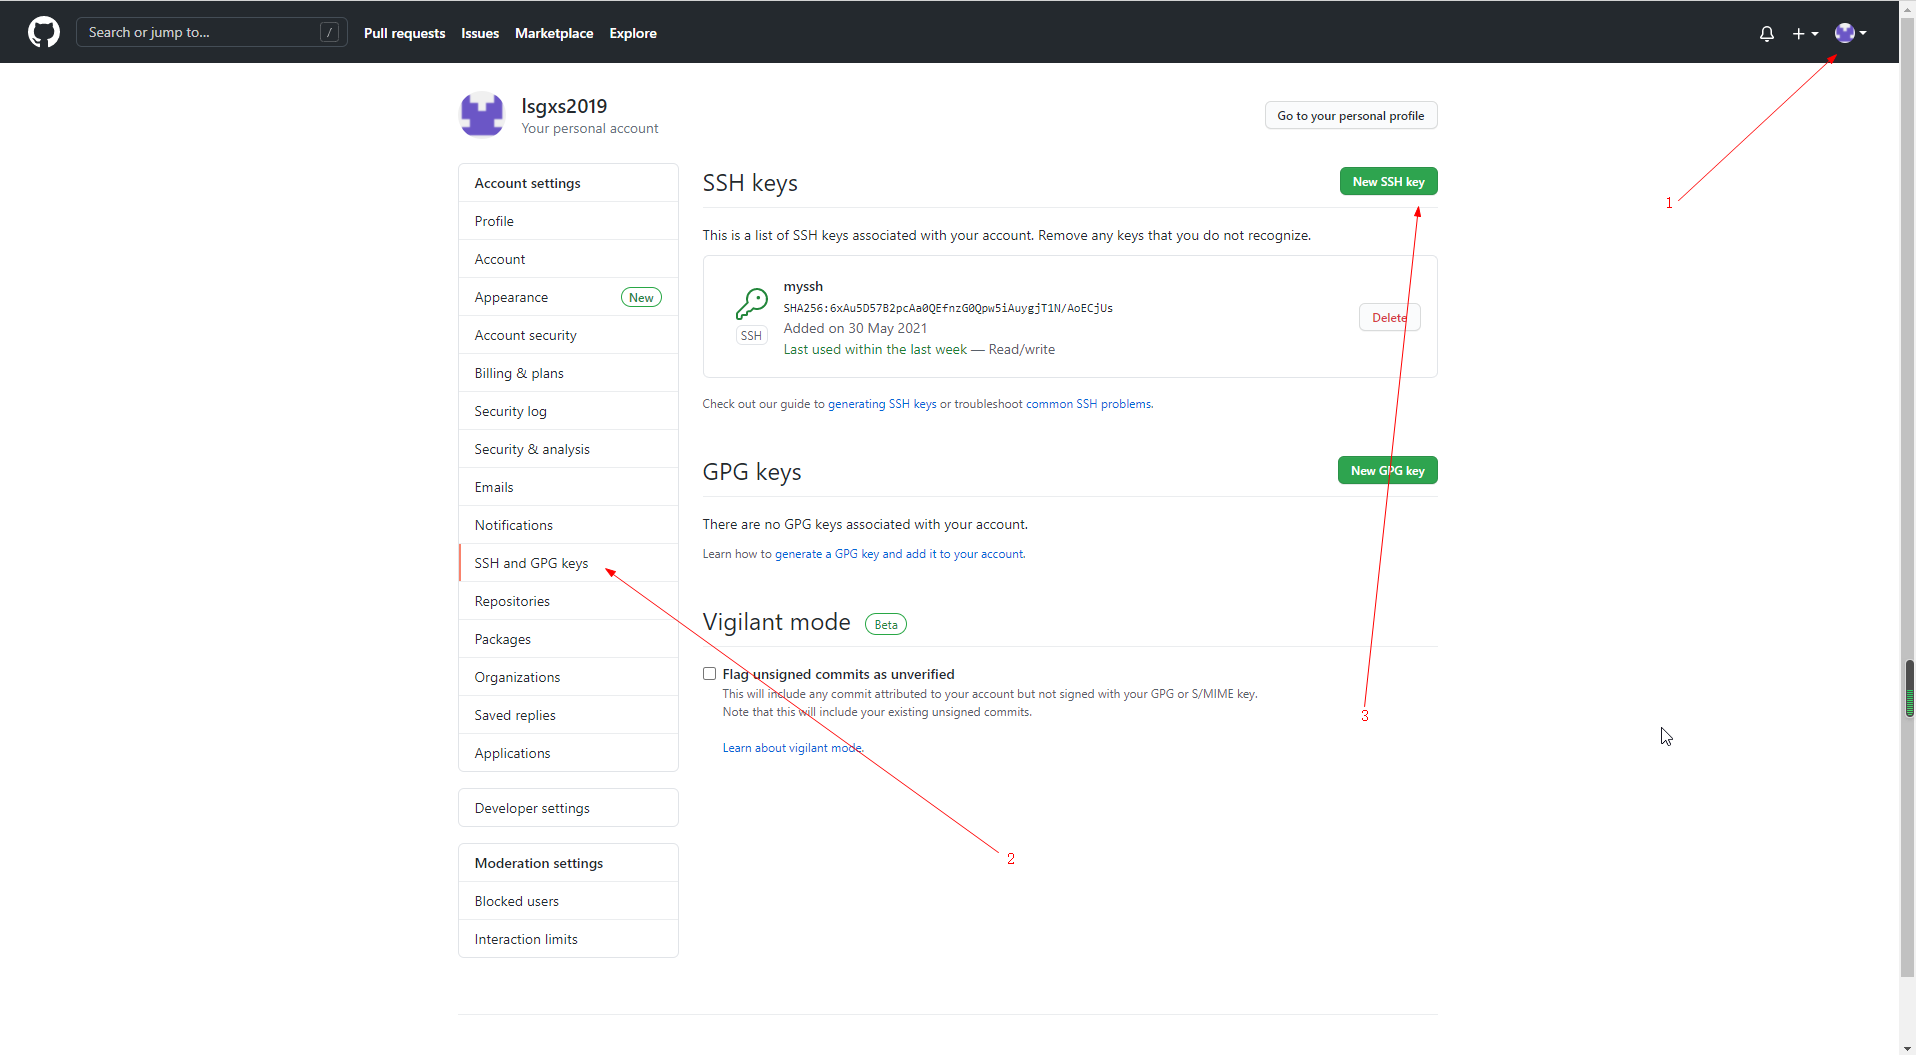 Search or jump to... /
Pull requests Issues Marketplace Explore
lsgxs2019
Your personal account
Go to your personal profile
1
Account settings
Profile
Account
Appearance New
Account security
Billing & plans
Security log
Security & analysis
Emails
Notifications
SSH and GPG keys
Repositories
Packages
Organizations
Saved replies
Applications
Developer settings
Moderation settings
Blocked users
Interaction limits
SSH keys
New SSH key
This is a list of SSH keys associated with your account. Remove any keys that you do not recognize.
myssh
SHA256:6xAu5D57B2pcAa0QEfnzG0Qpw5iAuygjT1N/AoECjUs
SSH
Added on 30 May 2021
Last used within the last week — Read/write
Delete
Check out our guide to generating SSH keys or troubleshoot common SSH problems.
GPG keys
New GPG key
There are no GPG keys associated with your account.
Learn how to generate a GPG key and add it to your account.
Vigilant mode Beta
Flag unsigned commits as unverified
This will include any commit attributed to your account but not signed with your GPG or S/MIME key.
Note that this will include your existing unsigned commits.
3
Learn about vigilant mode.
2